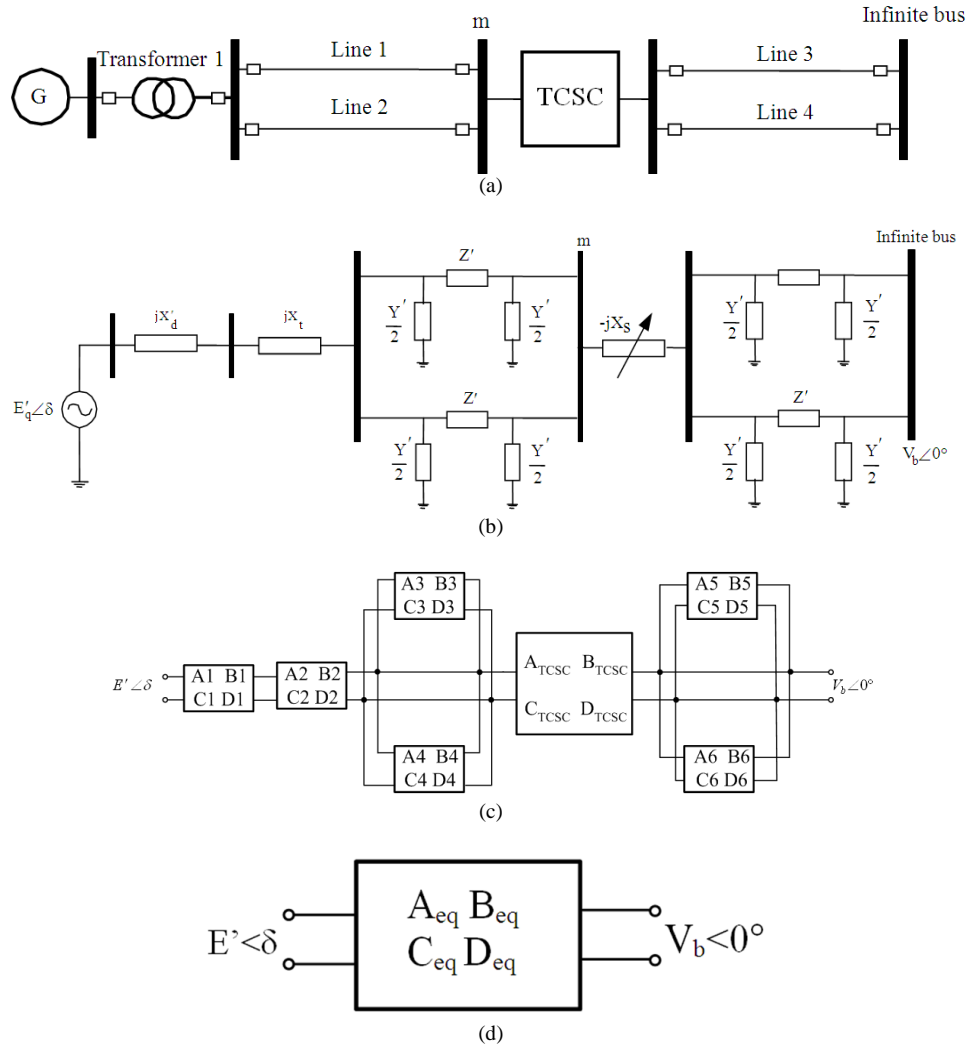 m
Infinite bus
Transformer 1
Line 1
Line 3
G
TCSC
Line 2
Line 4
(a)
m
Infinite bus
Z'
jX'd
jXt
Y'/2
Y'/2
-jXS
Y'/2
Y'/2
E'q∠δ
Z'
Z'
Y'/2
Y'/2
Y'/2
Y'/2
Vb∠0°
(b)
A3 B3
C3 D3
A5 B5
C5 D5
E' ∠δ
A1 B1
C1 D1
A2 B2
C2 D2
ATCSC BTCSC
CTCSC DTCSC
Vb∠0°
A4 B4
C4 D4
A6 B6
C6 D6
(c)
Aeq Beq
Ceq Deq
E'<δ
Vb<0°
(d)